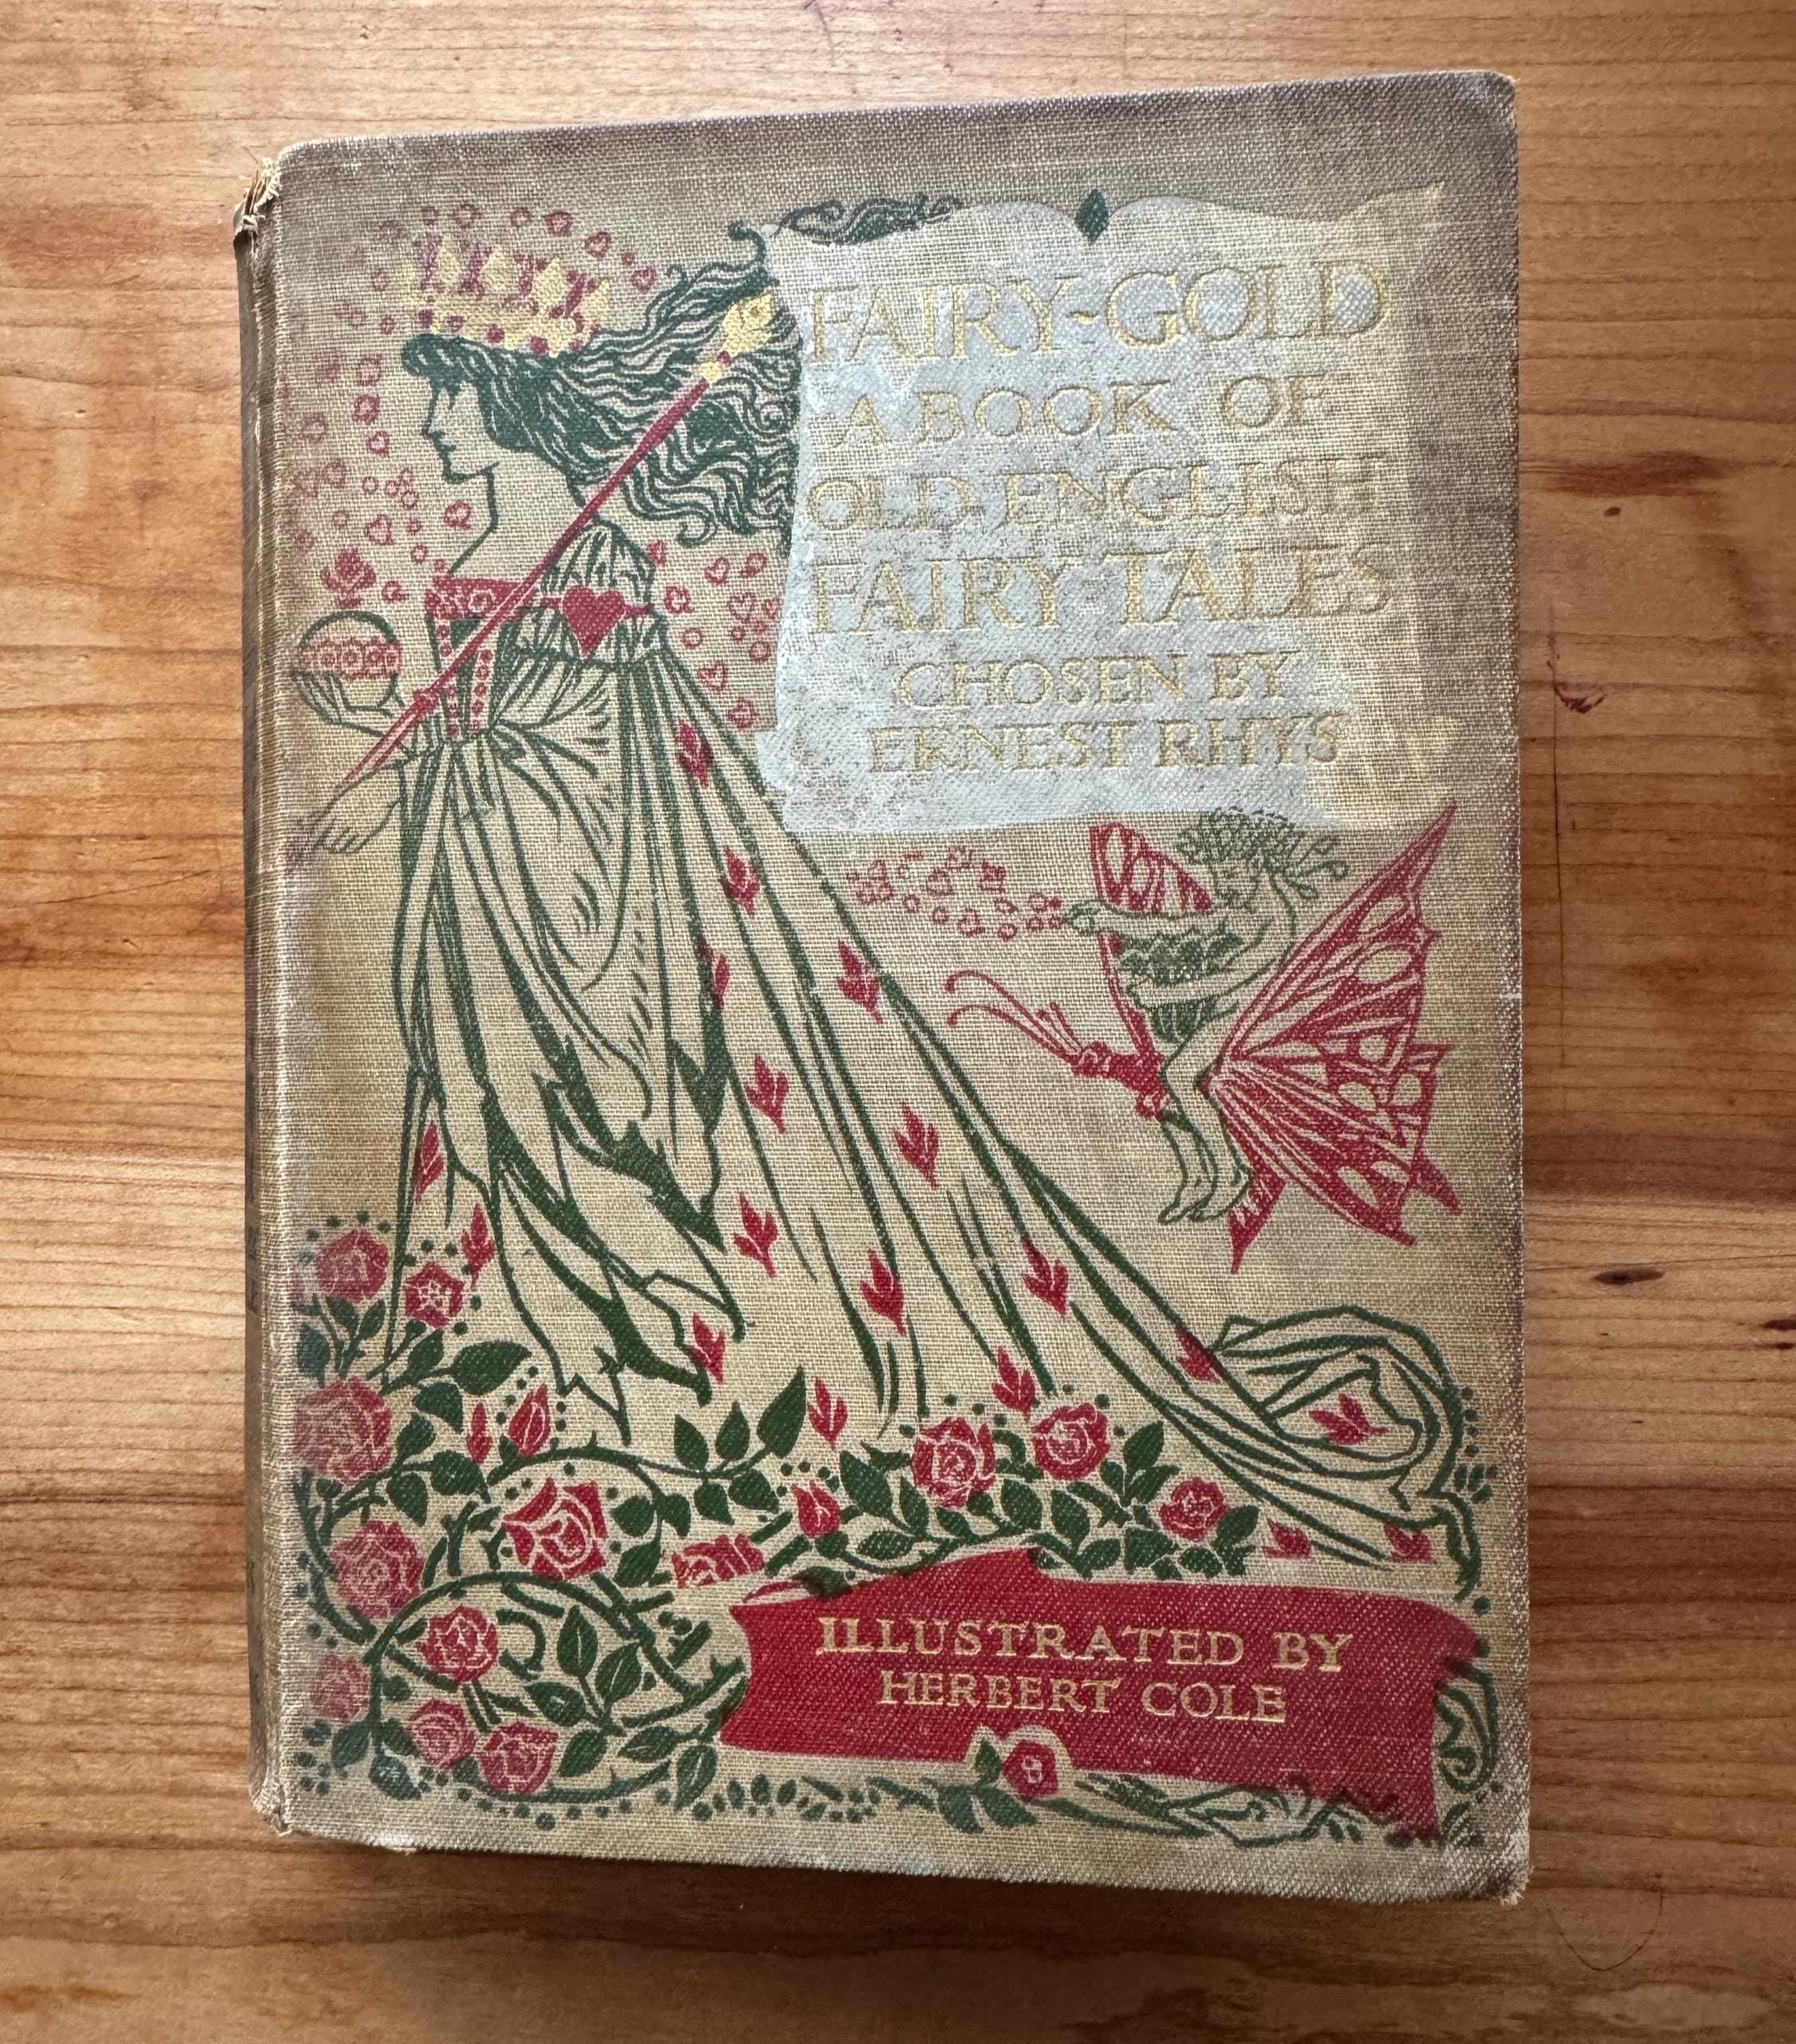 FAIRY-GOLD
A BOOK OF
OLD ENGLISH
FAIRY TALES
CHOSEN BY
ERNEST RHYS
ILLUSTRATED BY
HERBERT COLE